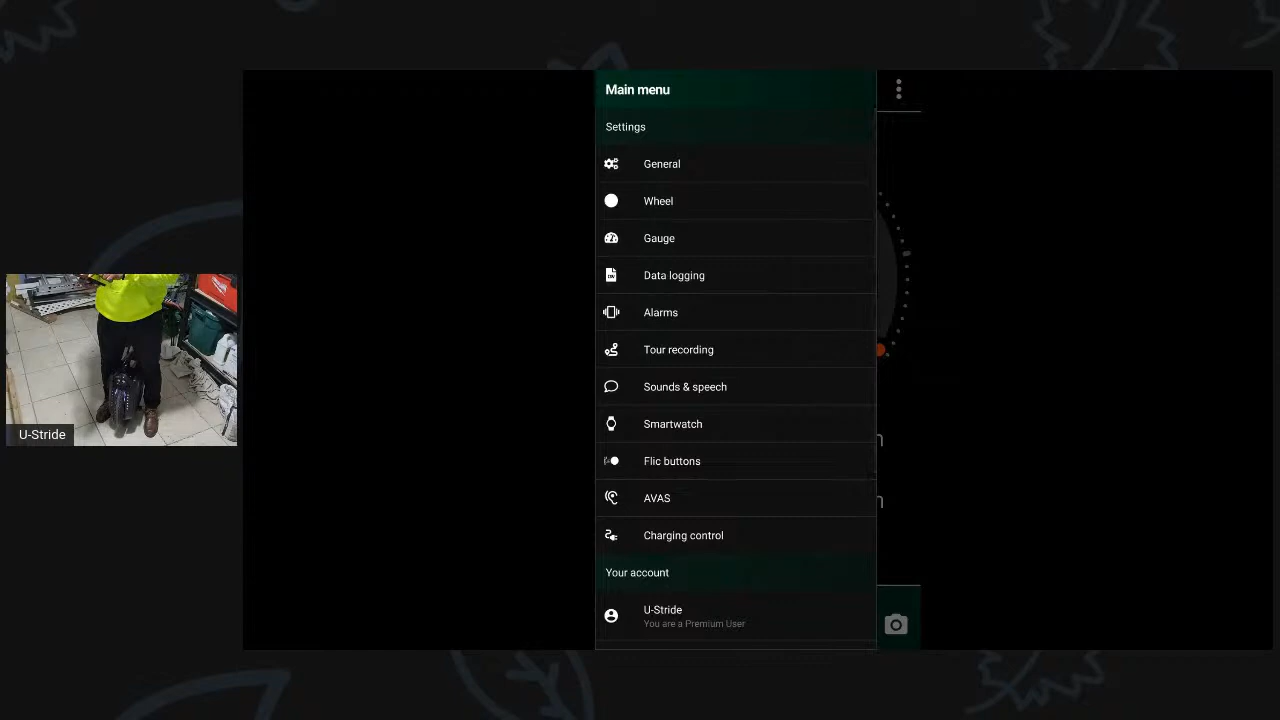 Main menu
Settings
General
Wheel
Gauge
Data logging
Alarms
Tour recording
Sounds & speech
Smartwatch
Flic buttons
AVAS
Charging control
Your account
U-Stride
You are a Premium User
U-Stride